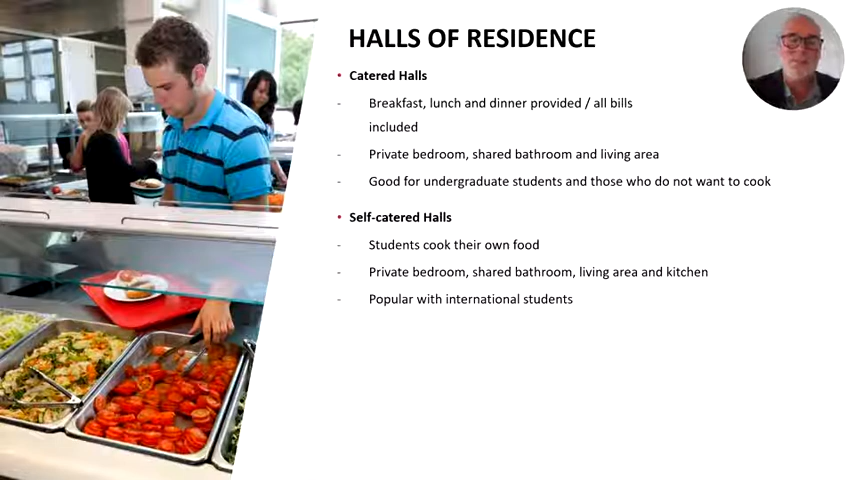 HALLS OF RESIDENCE
• Catered Halls
- Breakfast, lunch and dinner provided / all bills
included
- Private bedroom, shared bathroom and living area
- Good for undergraduate students and those who do not want to cook
• Self-catered Halls
- Students cook their own food
- Private bedroom, shared bathroom, living area and kitchen
- Popular with international students